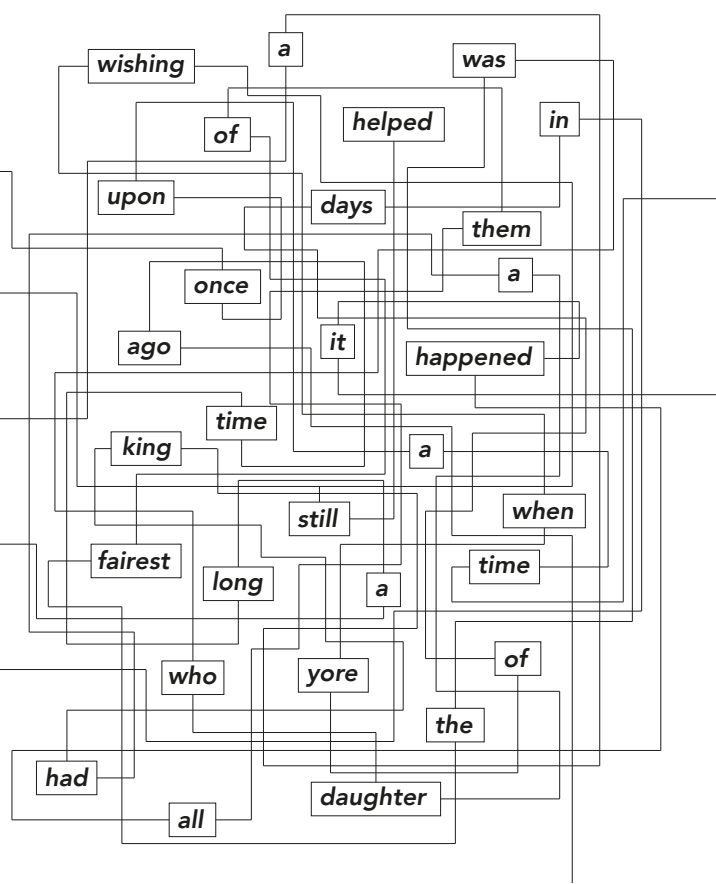 a
was
wishing
helped
in
of
upon
days
them
a
once
it
ago
happened
time
king
a
still
when
fairest
time
long
a
of
who
yore
the
had
daughter
all